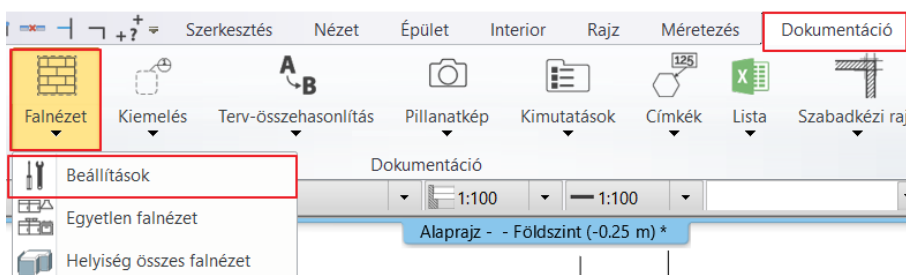 Szerkesztés Nézet Épület Interior Rajz Méretezés Dokumentáció
A B 125 X
Falnézet Kiemelés Terv-összehasonlítás Pillanatkép Kimutatások Címkék Lista Szabadkézi raj
Dokumentáció
Beállítások
1:100 1:100
Egyetlen falnézet
Alaprajz - - Földszint (-0.25 m) *
Helyiség összes falnézet